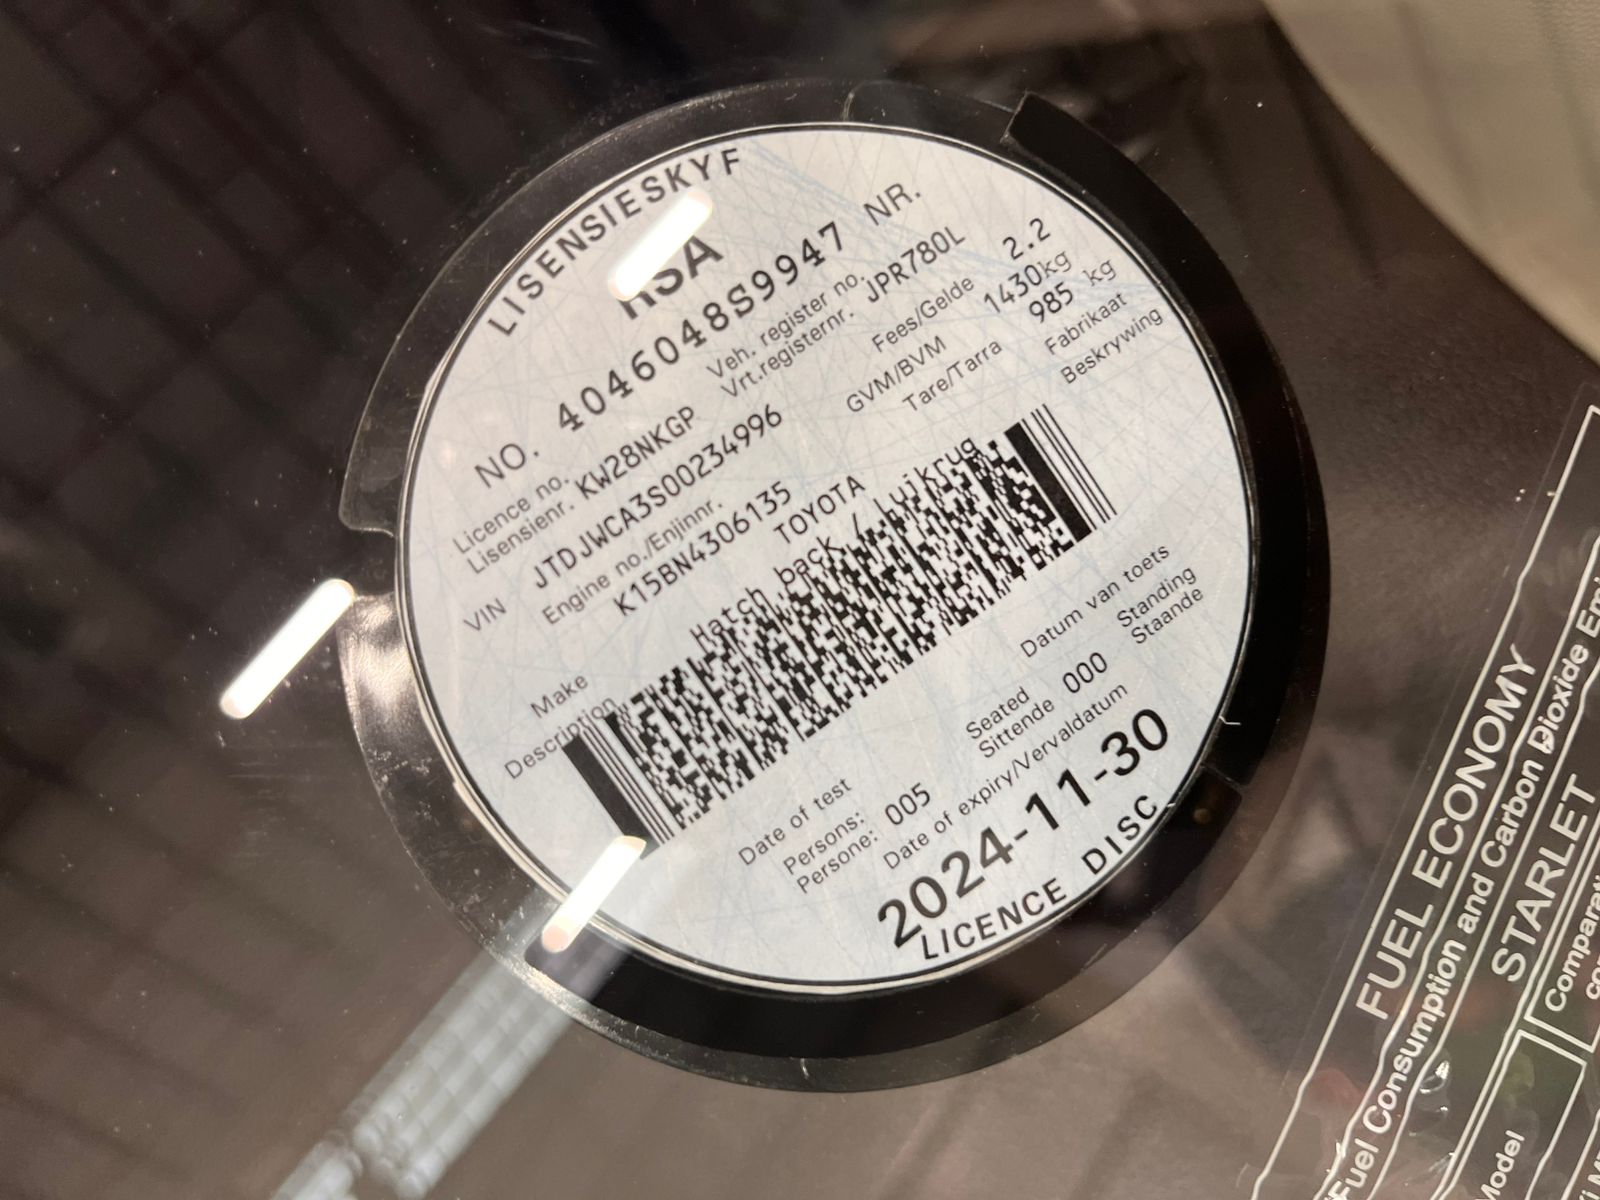 LISENSIESKYF
RSA
NO. 4046048S9947 NR.
Licence no. Veh. register no.
Lisensienr. KW28NKGP Vrt.registernr. JPR780L
VIN JTDJWCA3S00234996 Fees/Gelde 2.2
Engine no./Enjinnr. GVM/BVM 1430kg
K15BN4306135 Tare/Tarra 985 kg
Make TOYOTA Fabrikaat
Description Hatch back / Luikrug Beskrywing
Date of test Datum van toets
Persons: Seated Standing
Persone: 005 Sittende 000 Staande
Date of expiry/Vervaldatum
2024-11-30
LICENCE DISC
FUEL ECONOMY
Fuel Consumption and Carbon Dioxide
STARLET
Model